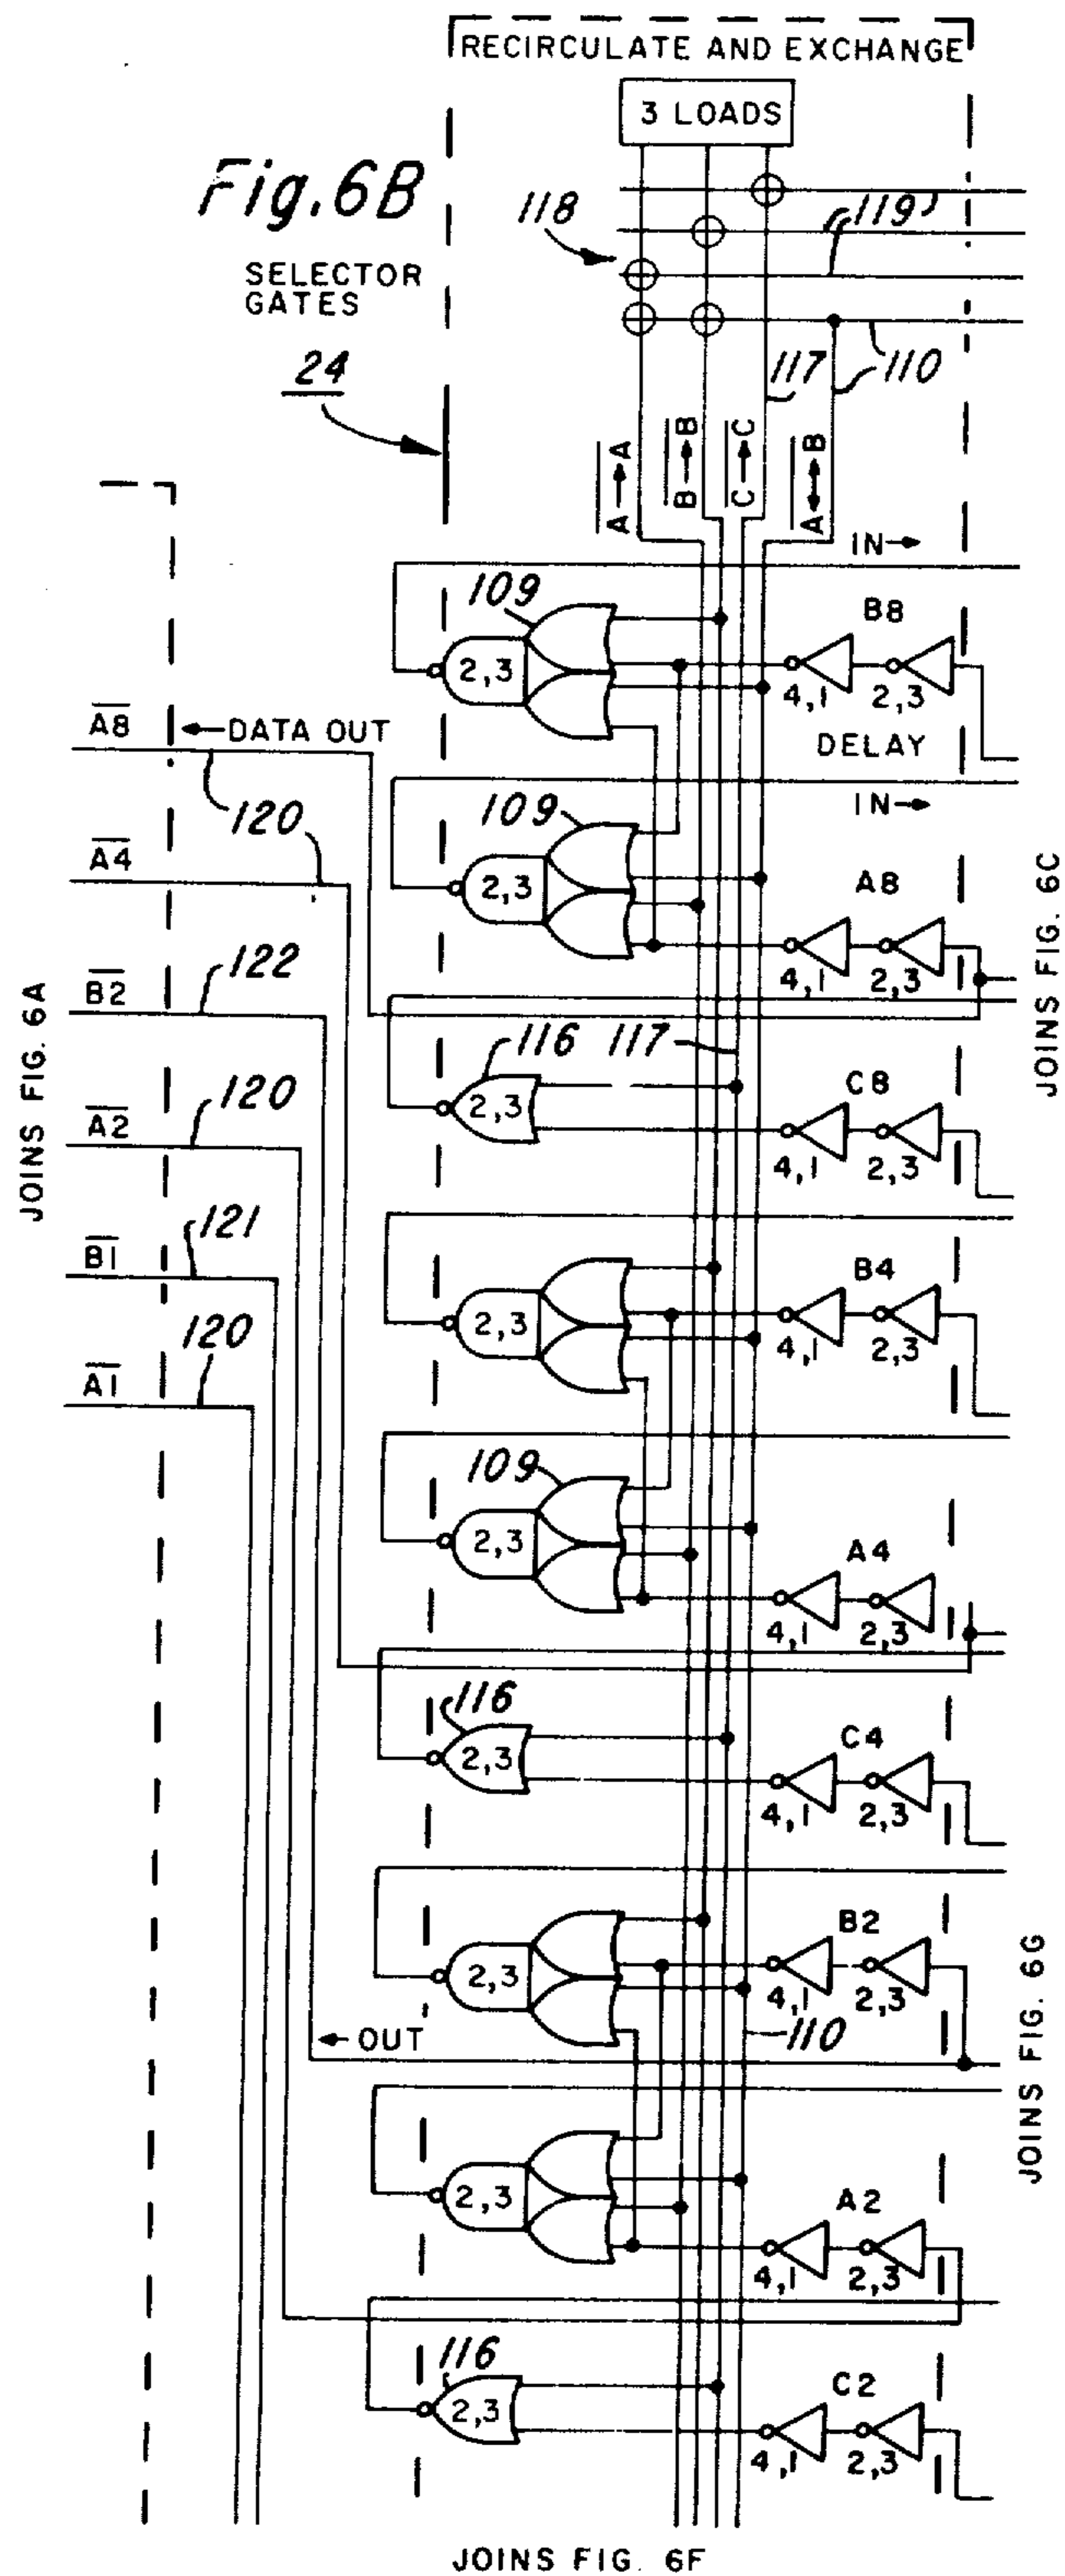 RECIRCULATE AND EXCHANGE
3 LOADS
Fig. 6B
118
119
SELECTOR
GATES
24
117
110
A→A
B→B
C→C
A↔B
IN→
109
B8
2,3
4,1
2,3
A8
←DATA OUT
DELAY
120
109
IN→
A4
2,3
A8
4,1
2,3
JOINS FIG. 6C
B2
122
JOINS FIG. 6A
116
117
C8
2,3
4,1
2,3
A2
120
B1
121
B4
2,3
4,1
2,3
A1
120
109
2,3
A4
4,1
2,3
116
C4
2,3
4,1
2,3
B2
2,3
4,1
2,3
←OUT
110
JOINS FIG. 6G
A2
2,3
4,1
2,3
116
C2
2,3
4,1
2,3
JOINS FIG. 6F